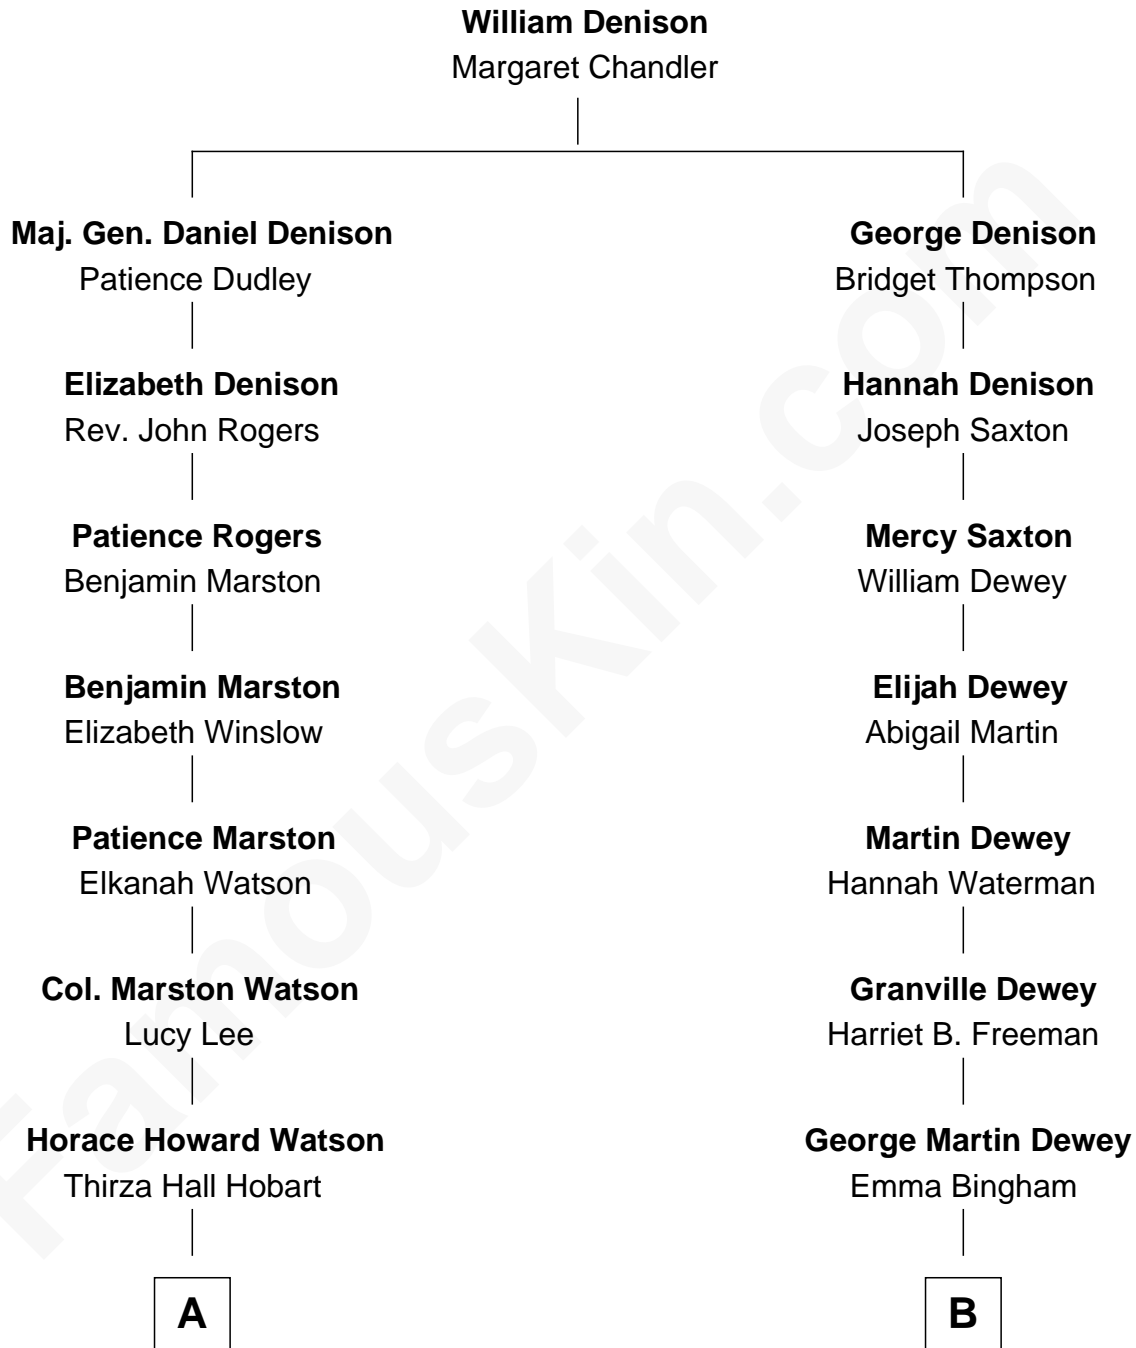 William Denison
Margaret Chandler
Maj. Gen. Daniel Denison
Patience Dudley
George Denison
Bridget Thompson
Elizabeth Denison
Rev. John Rogers
Hannah Denison
Joseph Saxton
Patience Rogers
Benjamin Marston
Mercy Saxton
William Dewey
Benjamin Marston
Elizabeth Winslow
Elijah Dewey
Abigail Martin
Patience Marston
Elkanah Watson
Martin Dewey
Hannah Waterman
Col. Marston Watson
Lucy Lee
Granville Dewey
Harriet B. Freeman
Horace Howard Watson
Thirza Hall Hobart
George Martin Dewey
Emma Bingham
A
B
FamousKin.com